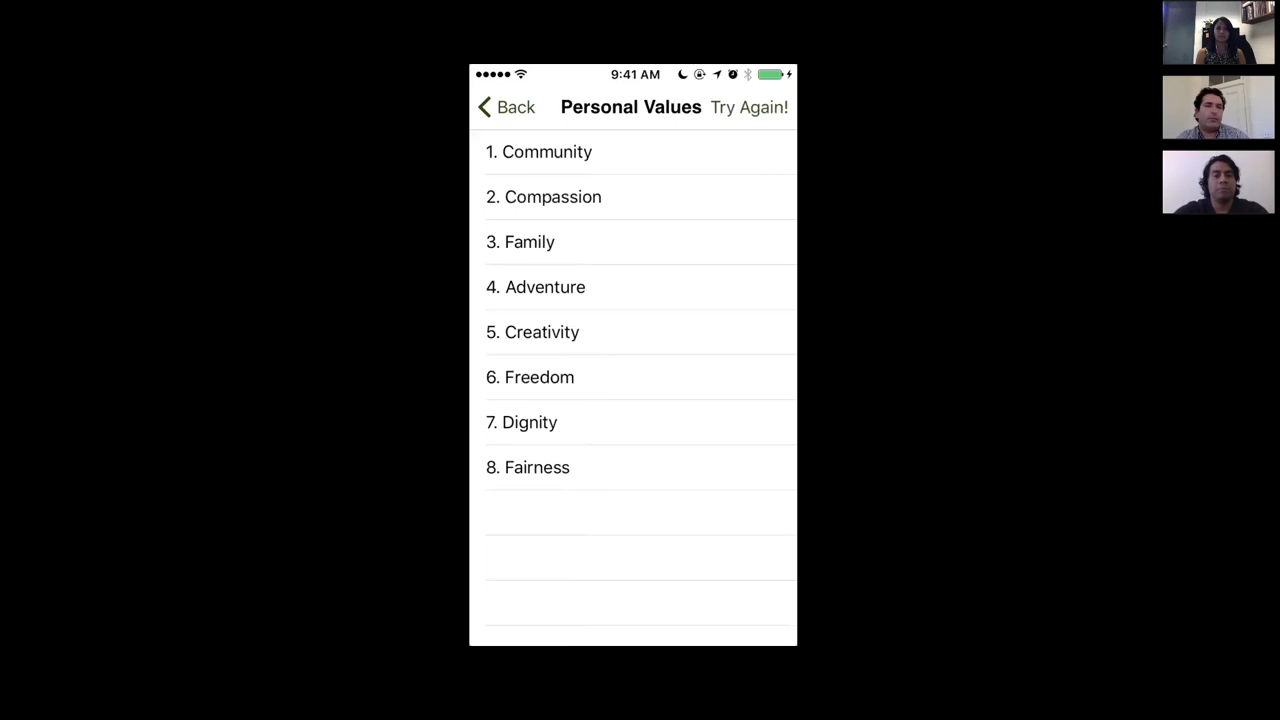 9:41 AM
Back Personal Values Try Again!
1. Community
2. Compassion
3. Family
4. Adventure
5. Creativity
6. Freedom
7. Dignity
8. Fairness